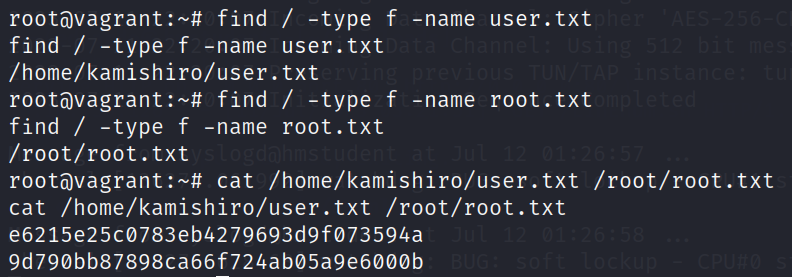 root@vagrant:~# find / -type f -name user.txt
find / -type f -name user.txt
/home/kamishiro/user.txt
root@vagrant:~# find / -type f -name root.txt
find / -type f -name root.txt
/root/root.txt
root@vagrant:~# cat /home/kamishiro/user.txt /root/root.txt
cat /home/kamishiro/user.txt /root/root.txt
e6215e25c0783eb4279693d9f073594a
9d790bb87898ca66f724ab05a9e6000b